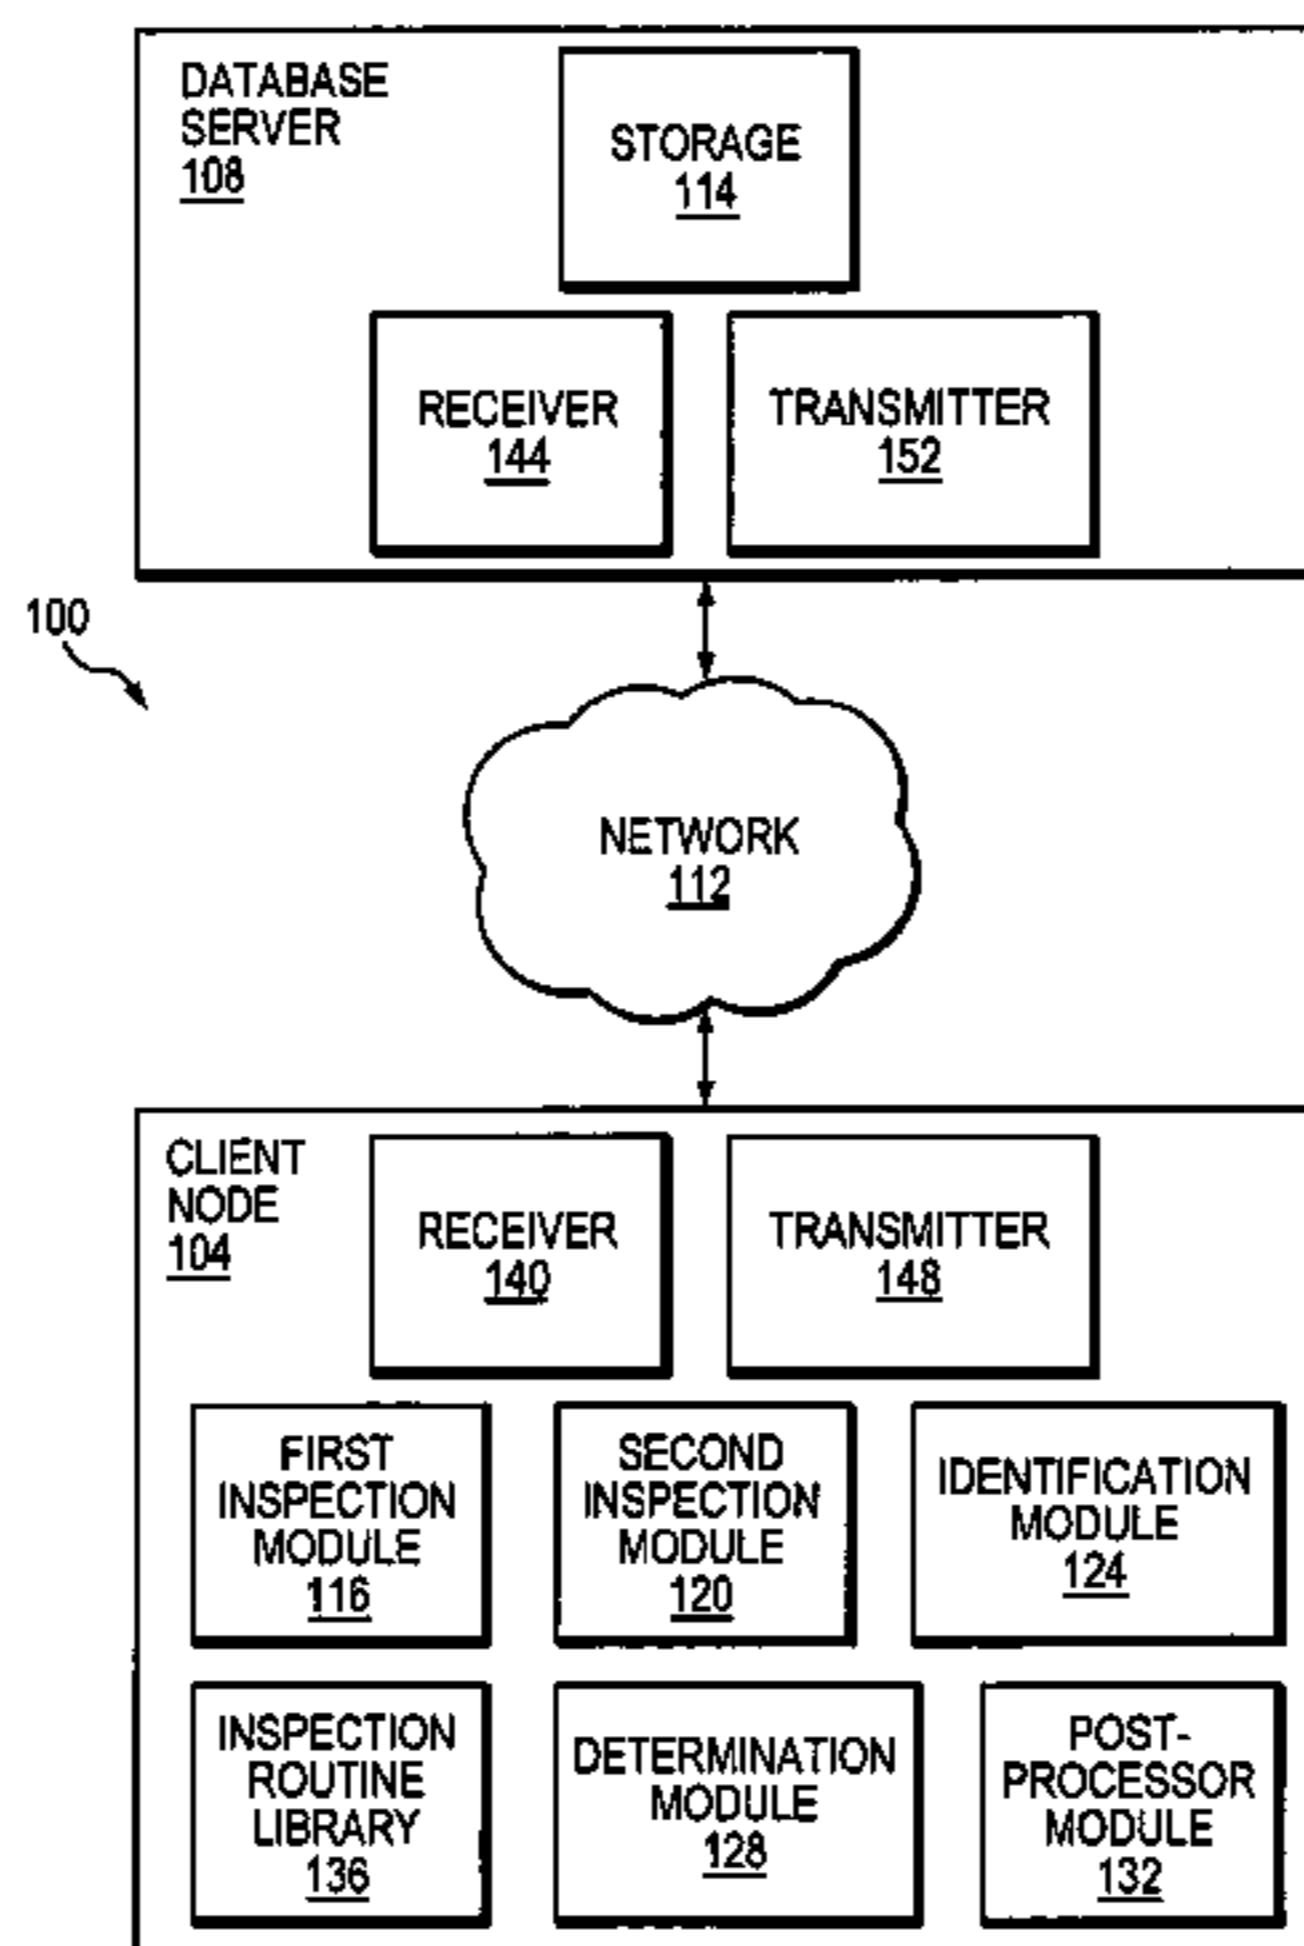 DATABASE
SERVER
108
STORAGE
114
RECEIVER
144
TRANSMITTER
152
100
NETWORK
112
CLIENT
NODE
104
RECEIVER
140
TRANSMITTER
148
FIRST
INSPECTION
MODULE
116
SECOND
INSPECTION
MODULE
120
IDENTIFICATION
MODULE
124
INSPECTION
ROUTINE
LIBRARY
136
DETERMINATION
MODULE
128
POST-
PROCESSOR
MODULE
132